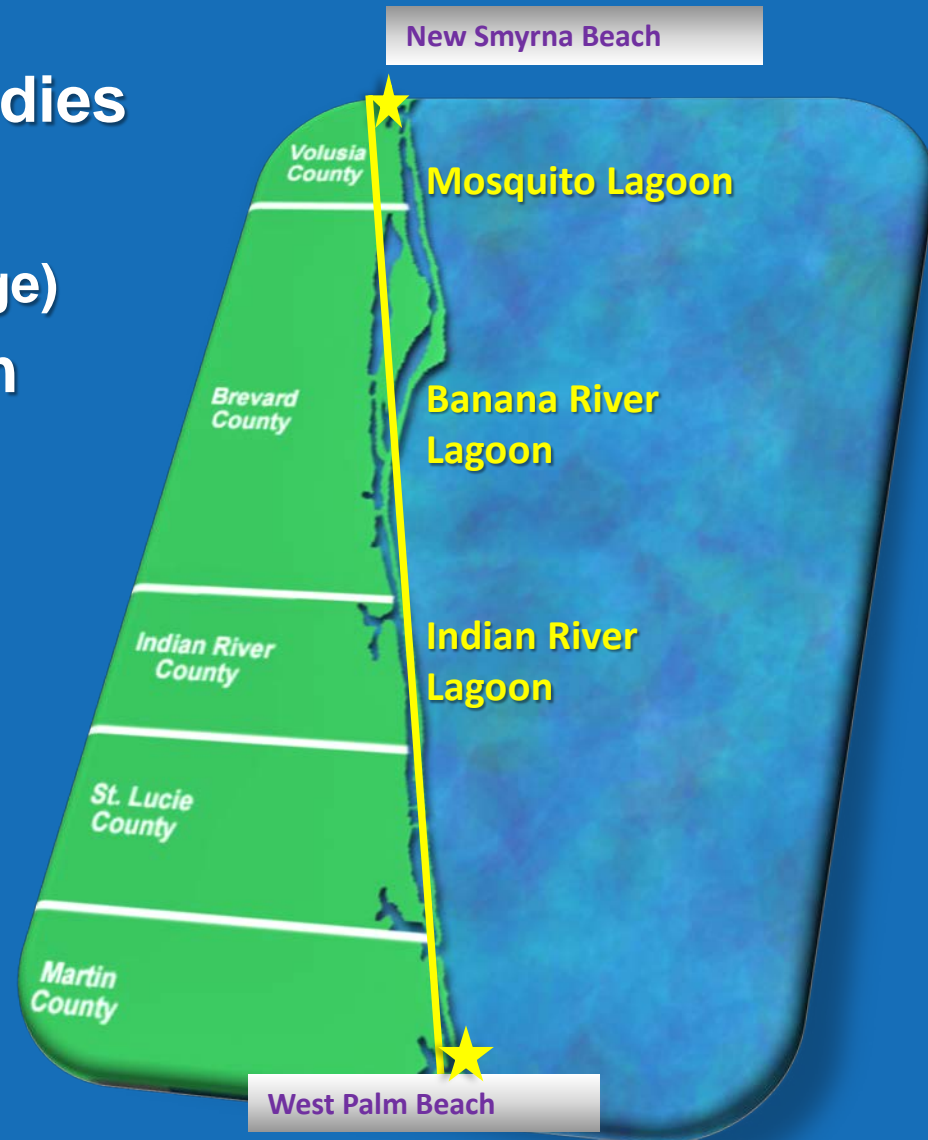 New Smyrna Beach
dies
Volusia
County
Mosquito Lagoon
ge)
n
Brevard
County
Banana River
Lagoon
Indian River
County
Indian River
Lagoon
St. Lucie
County
Martin
County
West Palm Beach